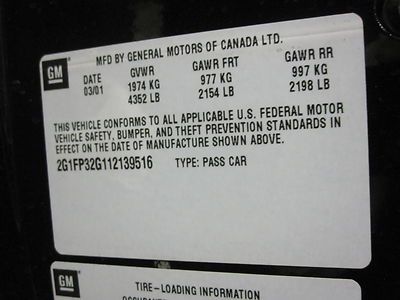 MFD BY GENERAL MOTORS OF CANADA LTD.
GM
DATE GVWR GAWR FRT GAWR RR
03/01 1974 KG 977 KG 997 KG
4352 LB 2154 LB 2198 LB
THIS VEHICLE CONFORMS TO ALL APPLICABLE U.S. FEDERAL MOTOR
VEHICLE SAFETY, BUMPER, AND THEFT PREVENTION STANDARDS IN
EFFECT ON THE DATE OF MANUFACTURE SHOWN ABOVE.
2G1FP32G112139516 TYPE: PASS CAR
GM
TIRE-LOADING INFORMATION